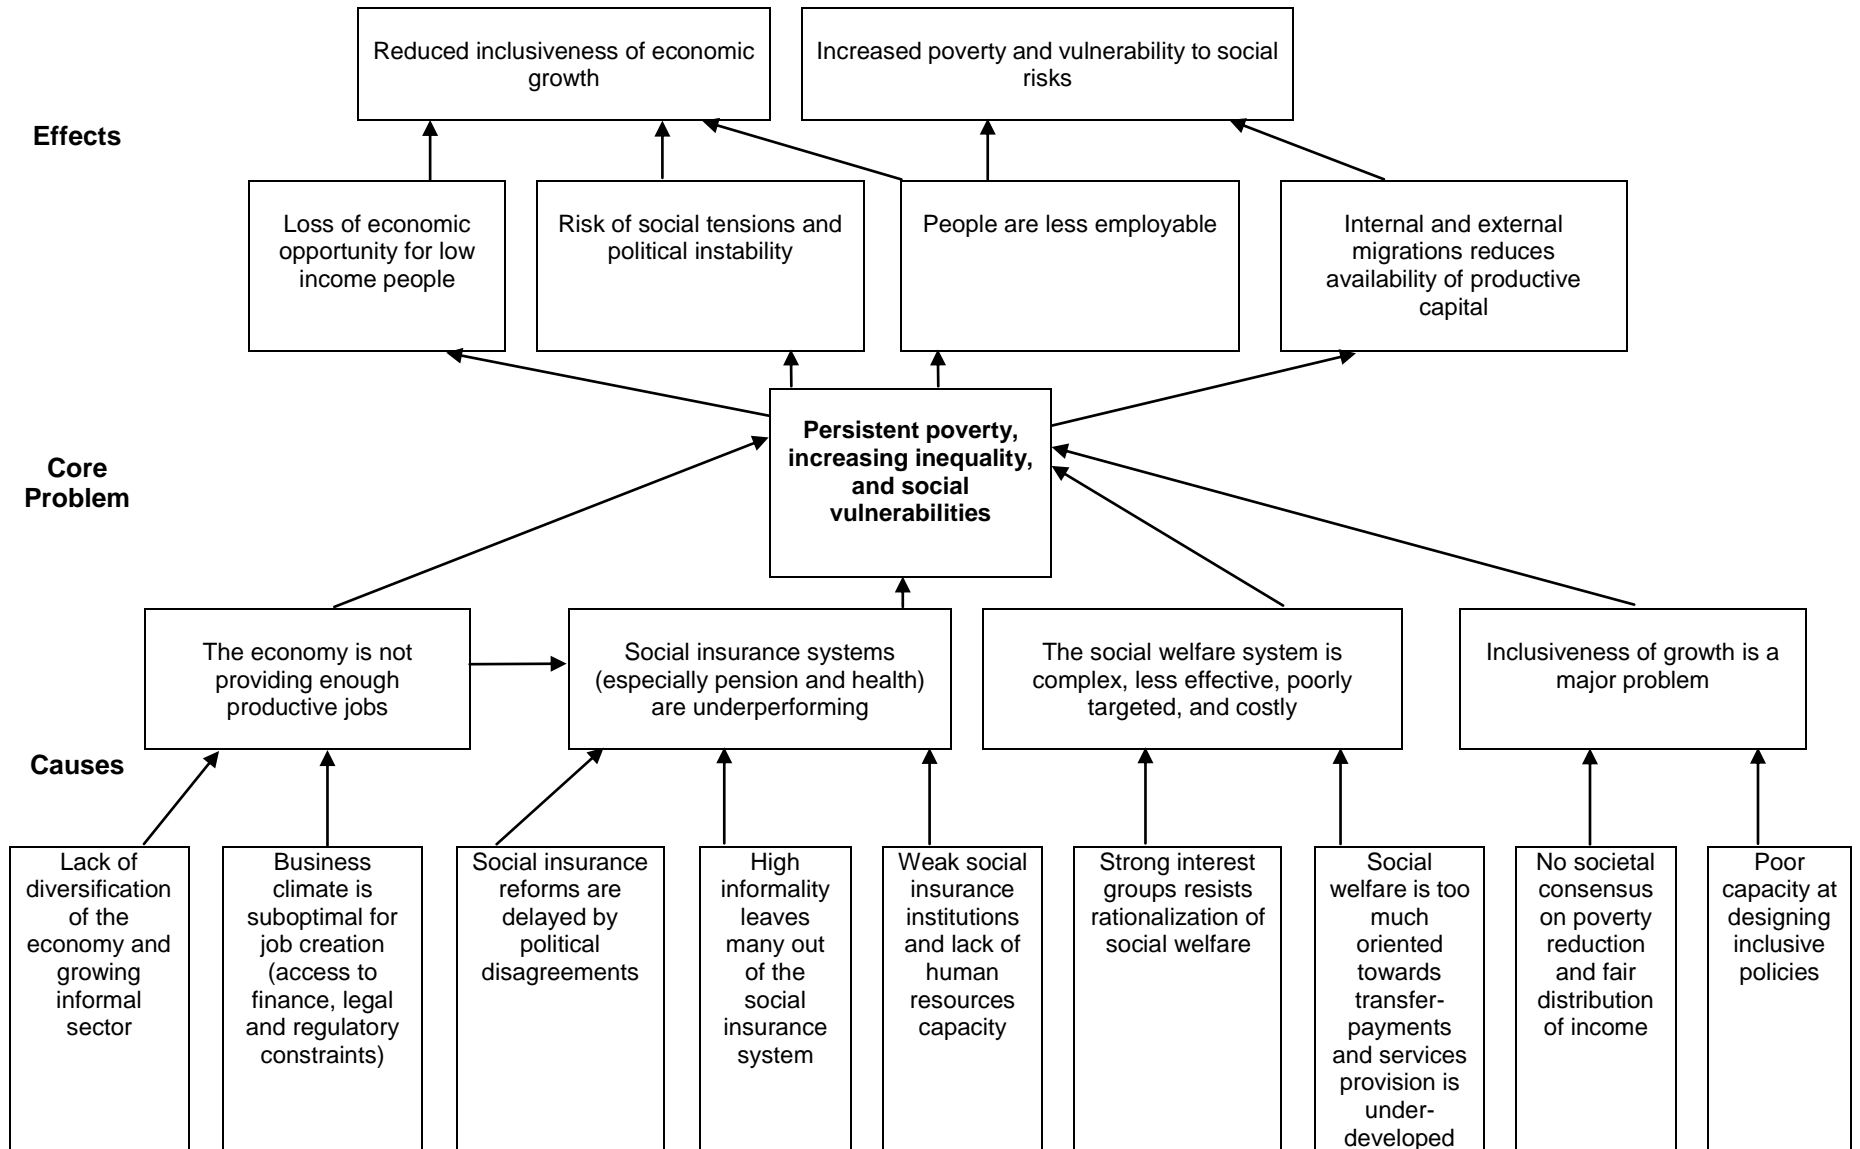 Reduced inclusiveness of economic
growth
Increased poverty and vulnerability to social
risks
Effects
Loss of economic
opportunity for low
income people
Risk of social tensions and
political instability
People are less employable
Internal and external
migrations reduces
availability of productive
capital
Persistent poverty,
increasing inequality,
and social
vulnerabilities
Core
Problem
The economy is not
providing enough
productive jobs
Social insurance systems
(especially pension and health)
are underperforming
The social welfare system is
complex, less effective, poorly
targeted, and costly
Inclusiveness of growth is a
major problem
Causes
Lack of
diversification
of the
economy and
growing
informal
sector
Business
climate is
suboptimal for
job creation
(access to
finance, legal
and regulatory
constraints)
Social insurance
reforms are
delayed by
political
disagreements
High
informality
leaves
many out
of the
social
insurance
system
Weak social
insurance
institutions
and lack of
human
resources
capacity
Strong interest
groups resists
rationalization of
social welfare
Social
welfare is too
much
oriented
towards
transfer-
payments
and services
provision is
under-
developed
No societal
consensus
on poverty
reduction
and fair
distribution
of income
Poor
capacity at
designing
inclusive
policies